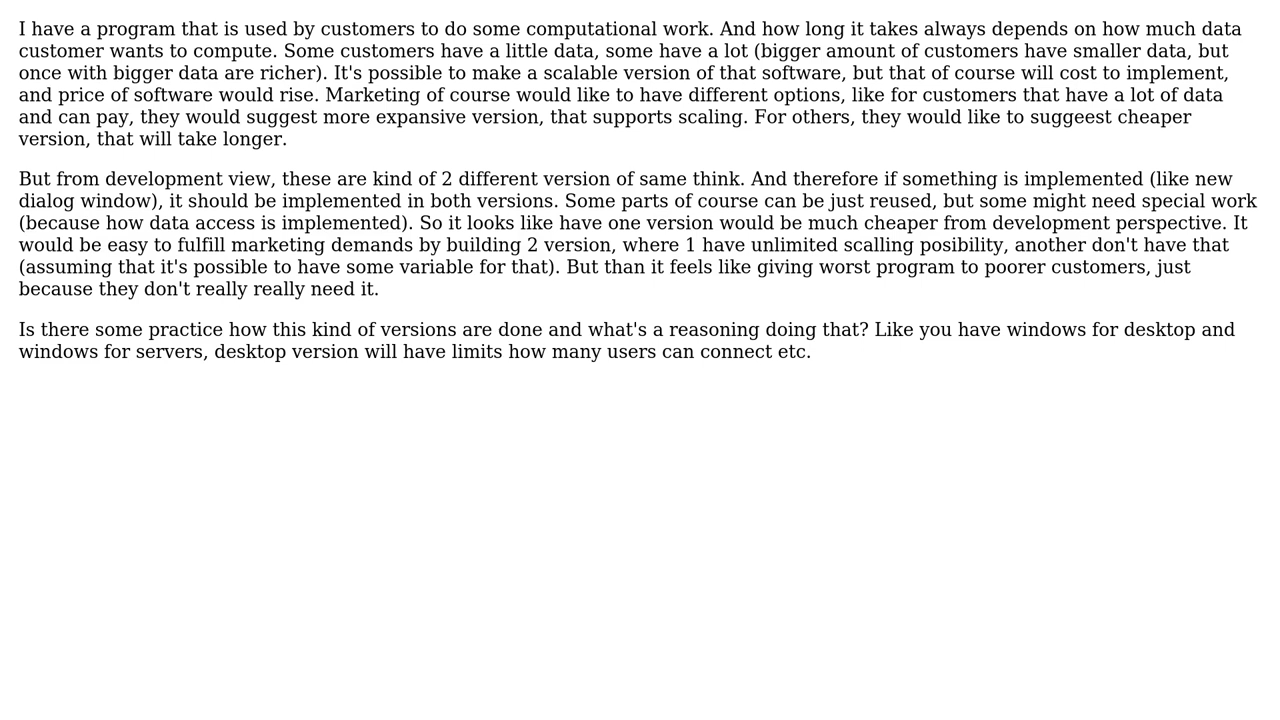 I have a program that is used by customers to do some computational work. And how long it takes always depends on how much data
customer wants to compute. Some customers have a little data, some have a lot (bigger amount of customers have smaller data, but
once with bigger data are richer). It's possible to make a scalable version of that software, but that of course will cost to implement,
and price of software would rise. Marketing of course would like to have different options, like for customers that have a lot of data
and can pay, they would suggest more expansive version, that supports scaling. For others, they would like to suggeest cheaper
version, that will take longer.
But from development view, these are kind of 2 different version of same think. And therefore if something is implemented (like new
dialog window), it should be implemented in both versions. Some parts of course can be just reused, but some might need special work
(because how data access is implemented). So it looks like have one version would be much cheaper from development perspective. It
would be easy to fulfill marketing demands by building 2 version, where 1 have unlimited scalling posibility, another don't have that
(assuming that it's possible to have some variable for that). But than it feels like giving worst program to poorer customers, just
because they don't really really need it.
Is there some practice how this kind of versions are done and what's a reasoning doing that? Like you have windows for desktop and
windows for servers, desktop version will have limits how many users can connect etc.